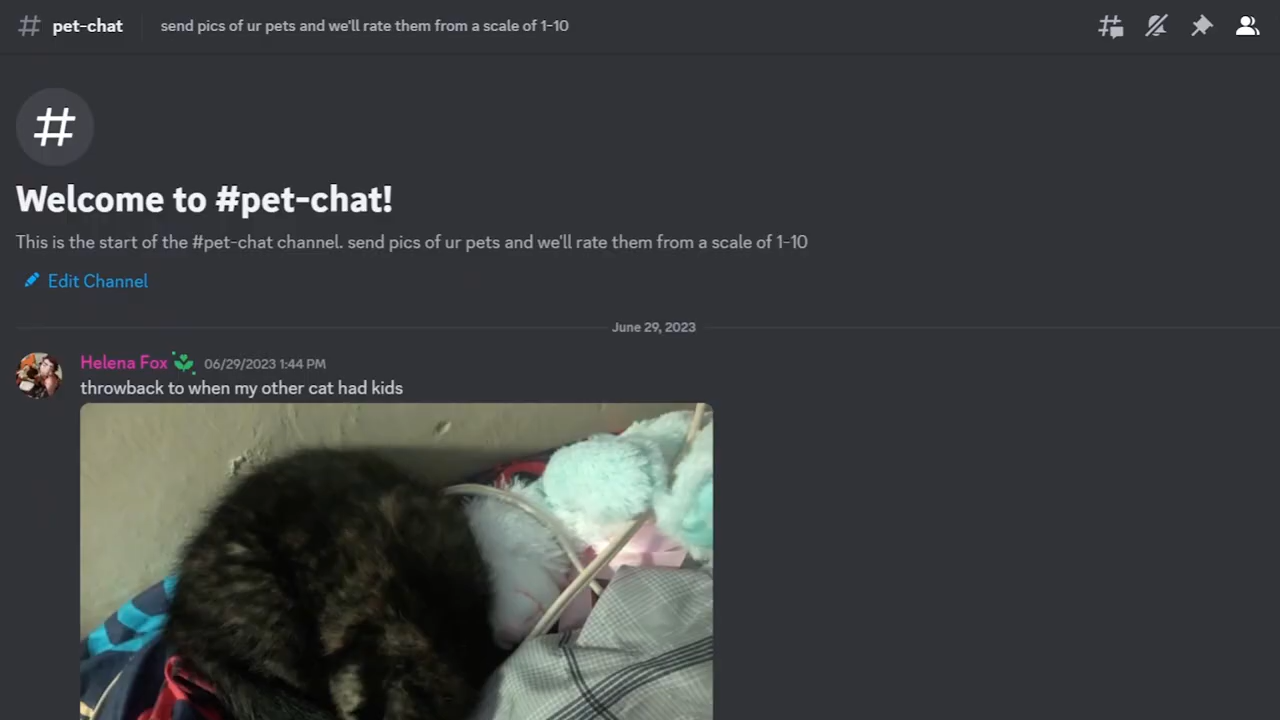 pet-chat
send pics of ur pets and we'll rate them from a scale of 1-10
Welcome to #pet-chat!
This is the start of the #pet-chat channel. send pics of ur pets and we'll rate them from a scale of 1-10
Edit Channel
June 29, 2023
Helena Fox 06/29/2023 1:44 PM
throwback to when my other cat had kids